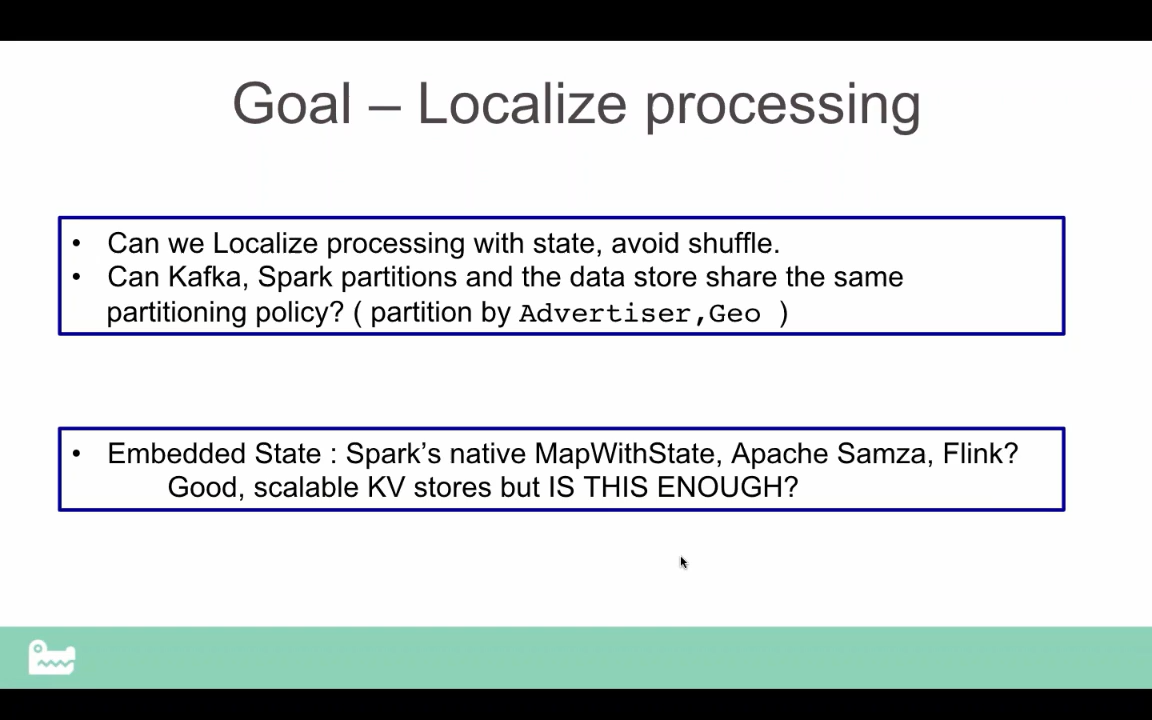 Goal – Localize processing
• Can we Localize processing with state, avoid shuffle.
• Can Kafka, Spark partitions and the data store share the same
partitioning policy? ( partition by Advertiser,Geo )
• Embedded State : Spark’s native MapWithState, Apache Samza, Flink?
Good, scalable KV stores but IS THIS ENOUGH?